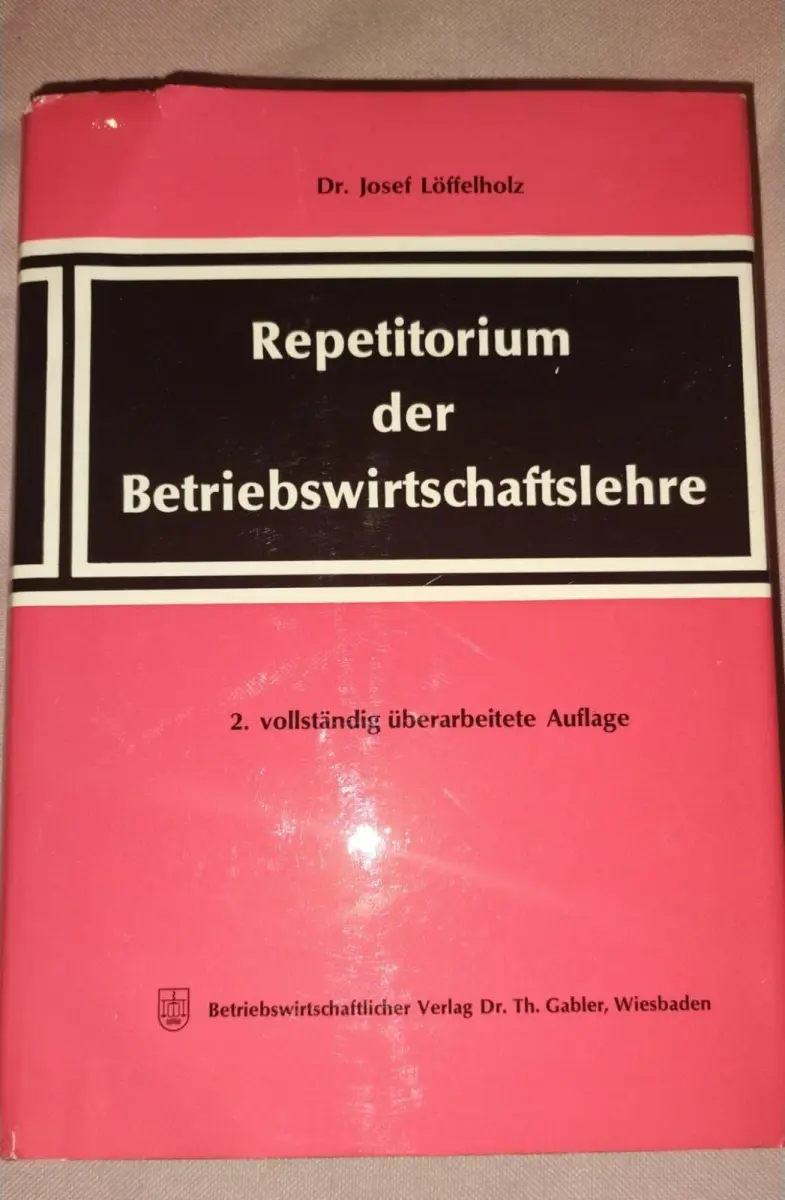 Dr. Josef Löffelholz
Repetitorium
der
Betriebswirtschaftslehre
2. vollständig überarbeitete Auflage
Betriebswirtschaftlicher Verlag Dr. Th. Gabler, Wiesbaden